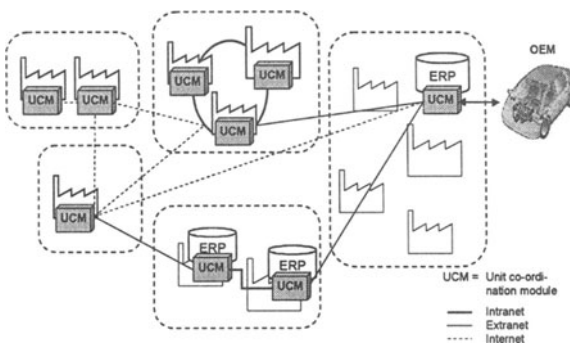 OEM
ERP
UCM
UCM
UCM
UCM
UCM
UCM
UCM
ERP
ERP
UCM
UCM
UCM = Unit co-ordi-
nation module
Intranet
Extranet
Internet